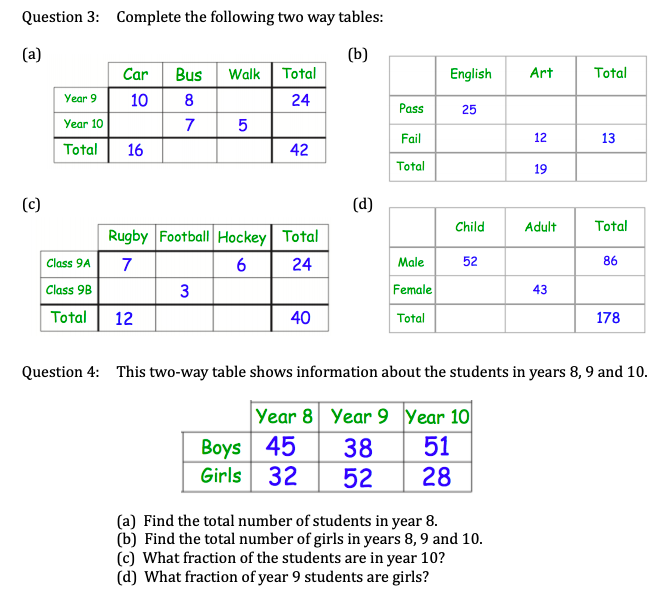 Question 3: Complete the following two way tables:
(a)
Car Bus Walk Total
Year 9 10 8 24
Year 10 7 5
Total 16 42
(b)
English Art Total
Pass 25
Fail 12 13
Total 19
(c)
Rugby Football Hockey Total
Class 9A 7 6 24
Class 9B 3
Total 12 40
(d)
Child Adult Total
Male 52 86
Female 43
Total 178
Question 4: This two-way table shows information about the students in years 8, 9 and 10.
Year 8 Year 9 Year 10
Boys 45 38 51
Girls 32 52 28
(a) Find the total number of students in year 8.
(b) Find the total number of girls in years 8, 9 and 10.
(c) What fraction of the students are in year 10?
(d) What fraction of year 9 students are girls?